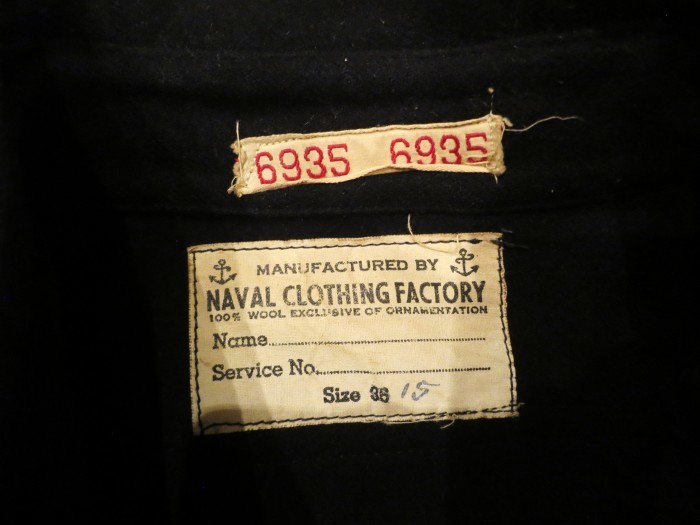 6935 6935
MANUFACTURED BY
NAVAL CLOTHING FACTORY
100% WOOL EXCLUSIVE OF ORNAMENTATION
Name
Service No.
Size 36 15